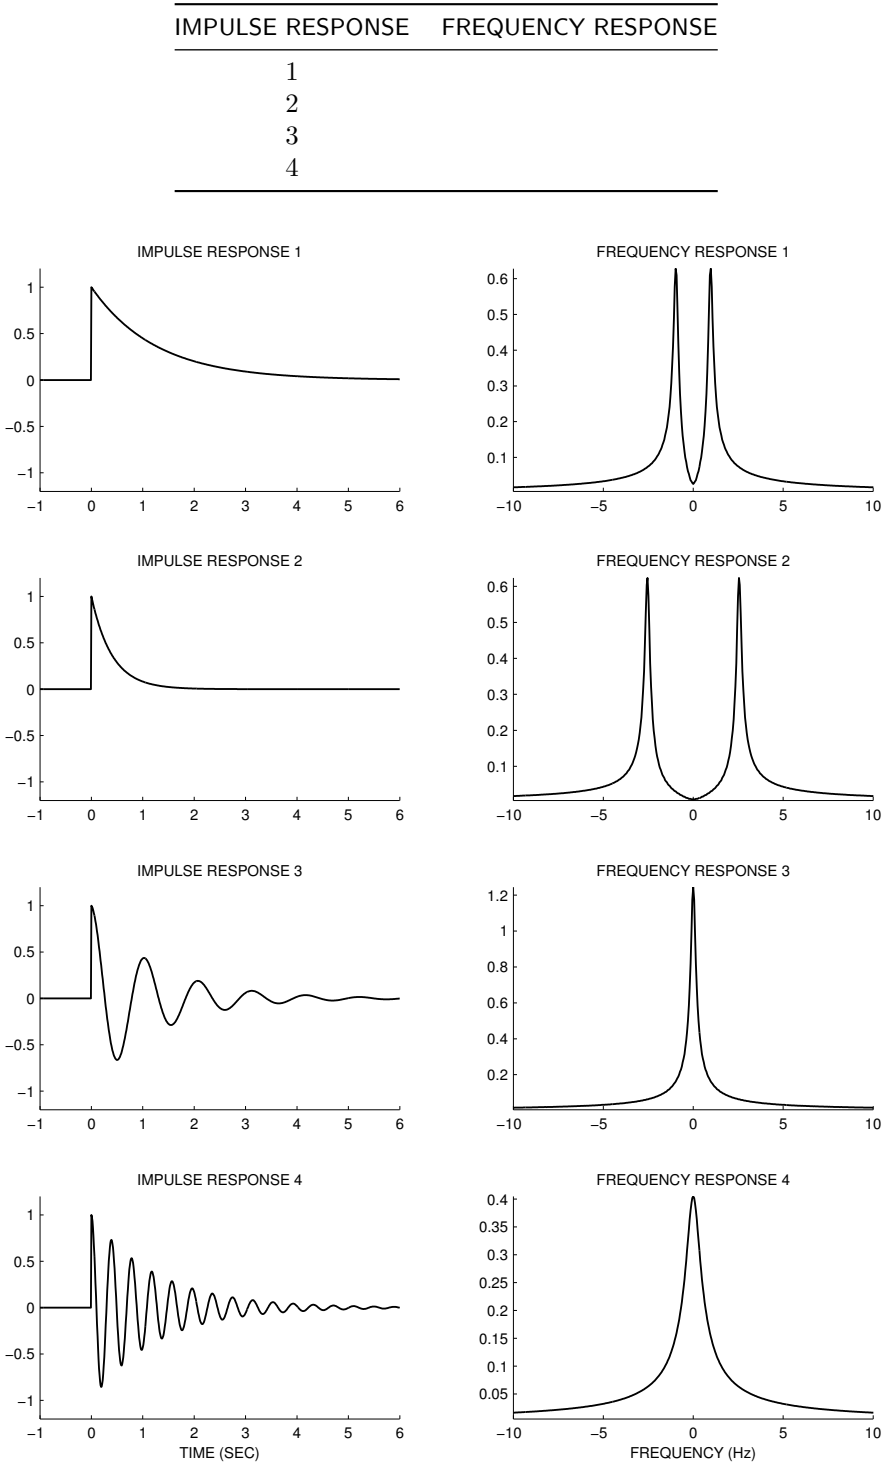 IMPULSE RESPONSE FREQUENCY RESPONSE
1
2
3
4
IMPULSE RESPONSE 1
1
0.5
0
−0.5
−1
−1 0 1 2 3 4 5 6
FREQUENCY RESPONSE 1
0.6
0.5
0.4
0.3
0.2
0.1
−10 −5 0 5 10
IMPULSE RESPONSE 2
1
0.5
0
−0.5
−1
−1 0 1 2 3 4 5 6
FREQUENCY RESPONSE 2
0.6
0.5
0.4
0.3
0.2
0.1
−10 −5 0 5 10
IMPULSE RESPONSE 3
1
0.5
0
−0.5
−1
−1 0 1 2 3 4 5 6
FREQUENCY RESPONSE 3
1.2
1
0.8
0.6
0.4
0.2
−10 −5 0 5 10
IMPULSE RESPONSE 4
1
0.5
0
−0.5
−1
−1 0 1 2 3 4 5 6
TIME (SEC)
FREQUENCY RESPONSE 4
0.4
0.35
0.3
0.25
0.2
0.15
0.1
0.05
−10 −5 0 5 10
FREQUENCY (Hz)